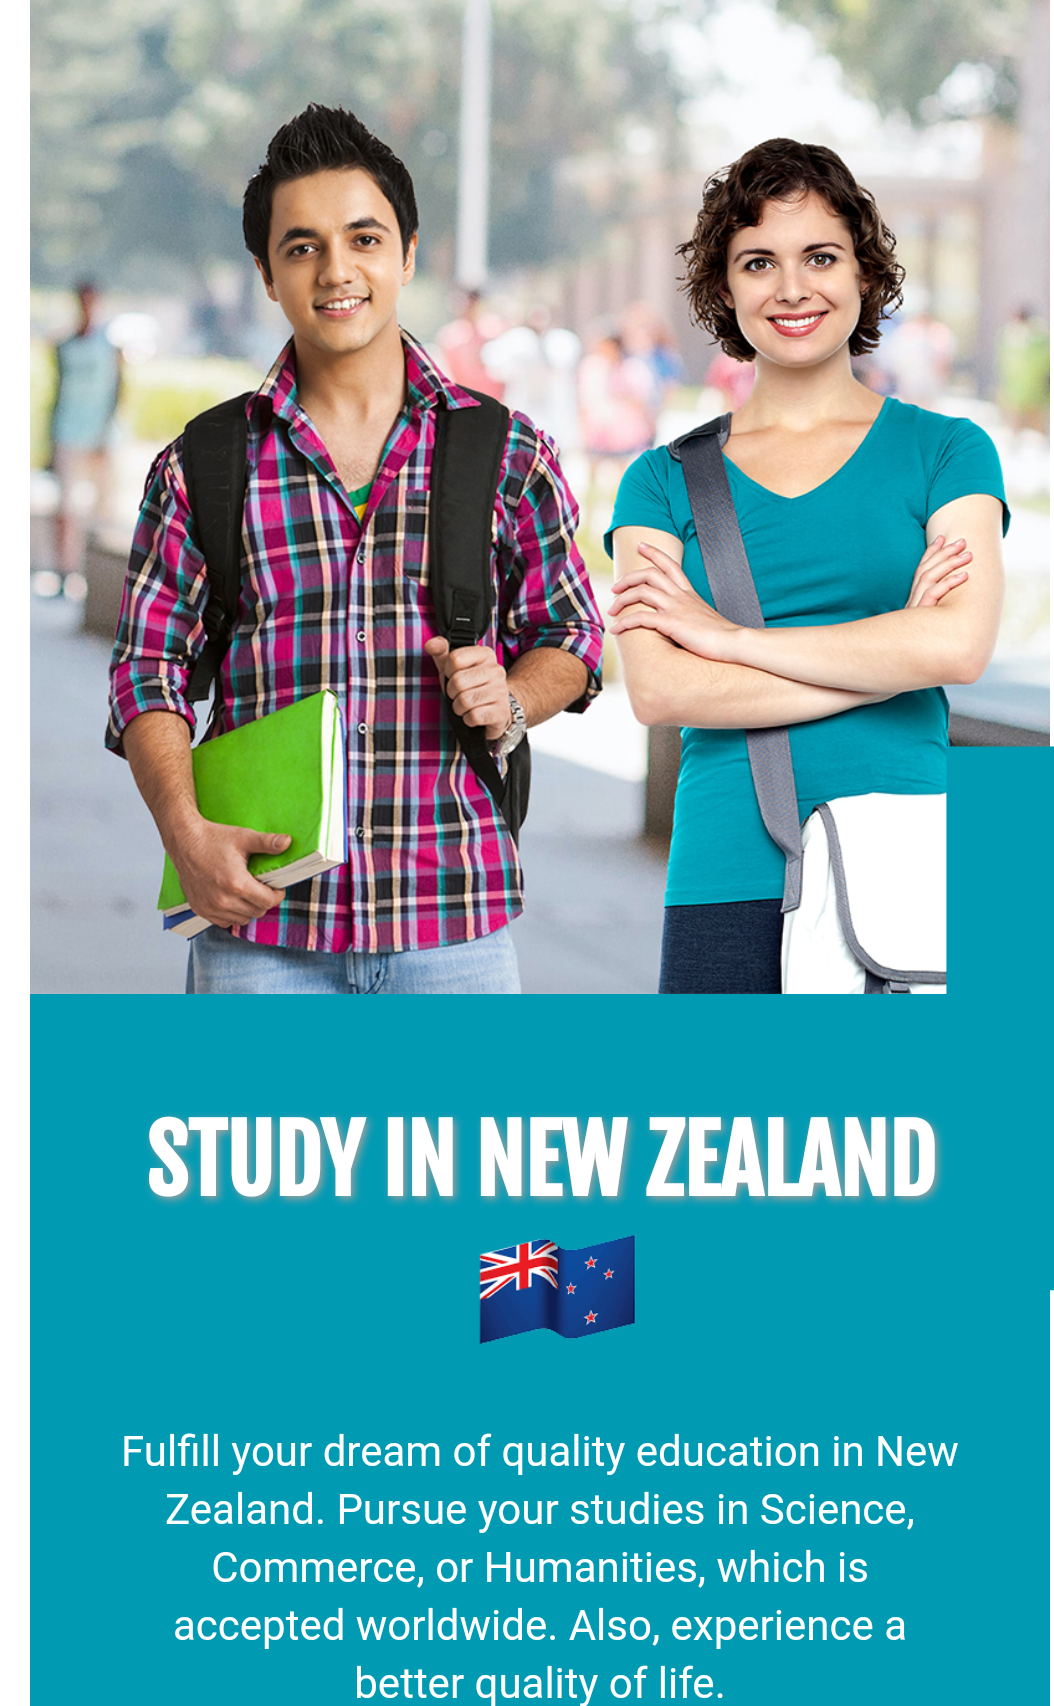 STUDY IN NEW ZEALAND
Fulfill your dream of quality education in New
Zealand. Pursue your studies in Science,
Commerce, or Humanities, which is
accepted worldwide. Also, experience a
better quality of life.